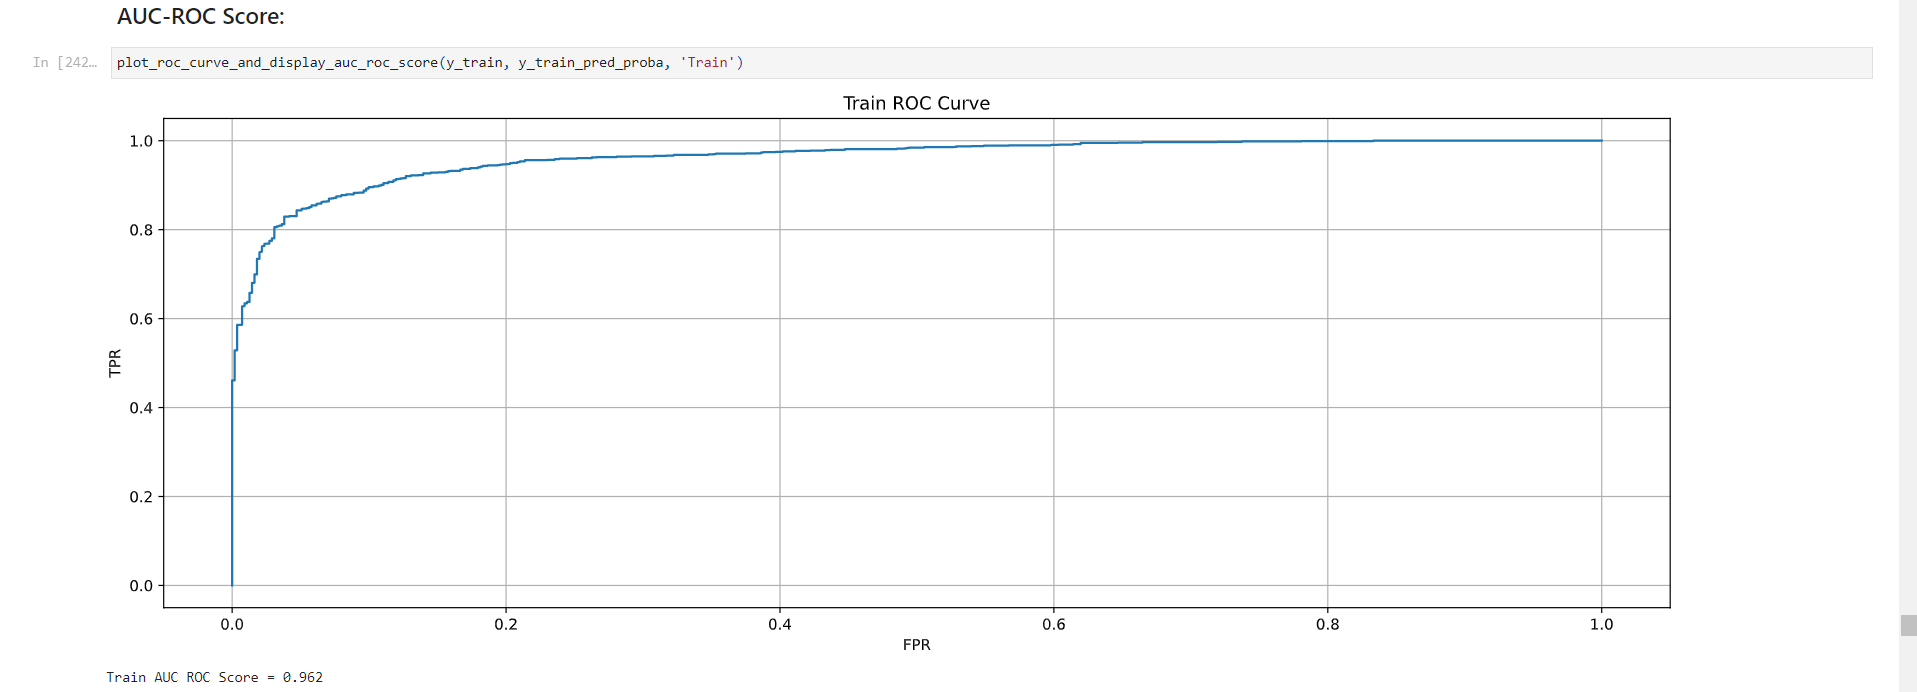 AUC-ROC Score:
In [242…
plot_roc_curve_and_display_auc_roc_score(y_train, y_train_pred_proba, 'Train')
Train ROC Curve
1.0
0.8
0.6
TPR
0.4
0.2
0.0
0.0 0.2 0.4 0.6 0.8 1.0
FPR
Train AUC ROC Score = 0.962